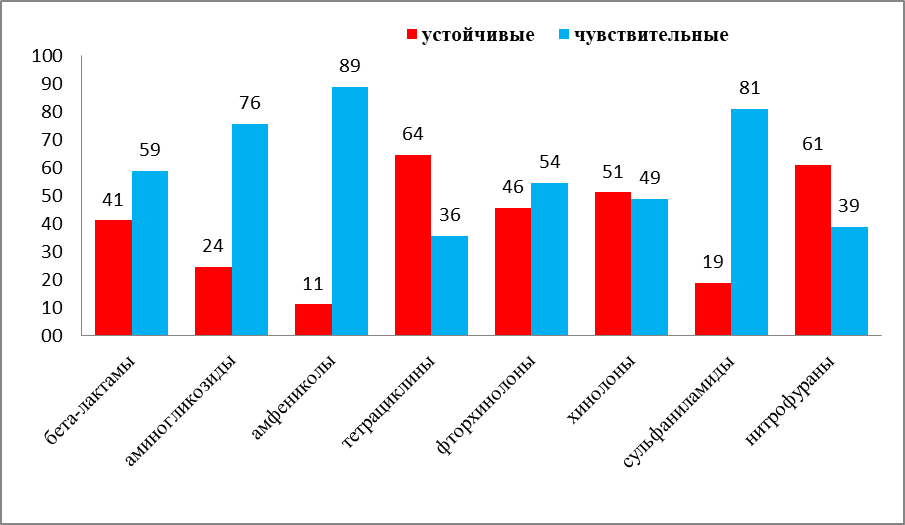 устойчивые чувствительные
100
90
80
70
60
50
40
30
20
10
00
41 59
24 76
11 89
64 36
46 54
51 49
19 81
61 39
бета-лактамы
аминогликозиды
амфениколы
тетрациклины
фторхинолоны
хинолоны
сульфаниламиды
нитрофураны